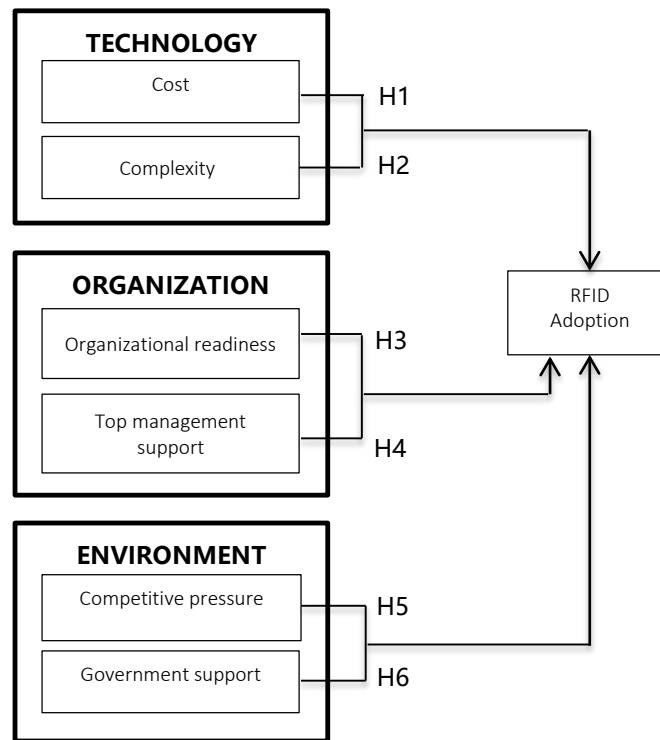 TECHNOLOGY
Cost
H1
Complexity
H2
ORGANIZATION
Organizational readiness
H3
Top management
support
H4
RFID
Adoption
ENVIRONMENT
Competitive pressure
H5
Government support
H6